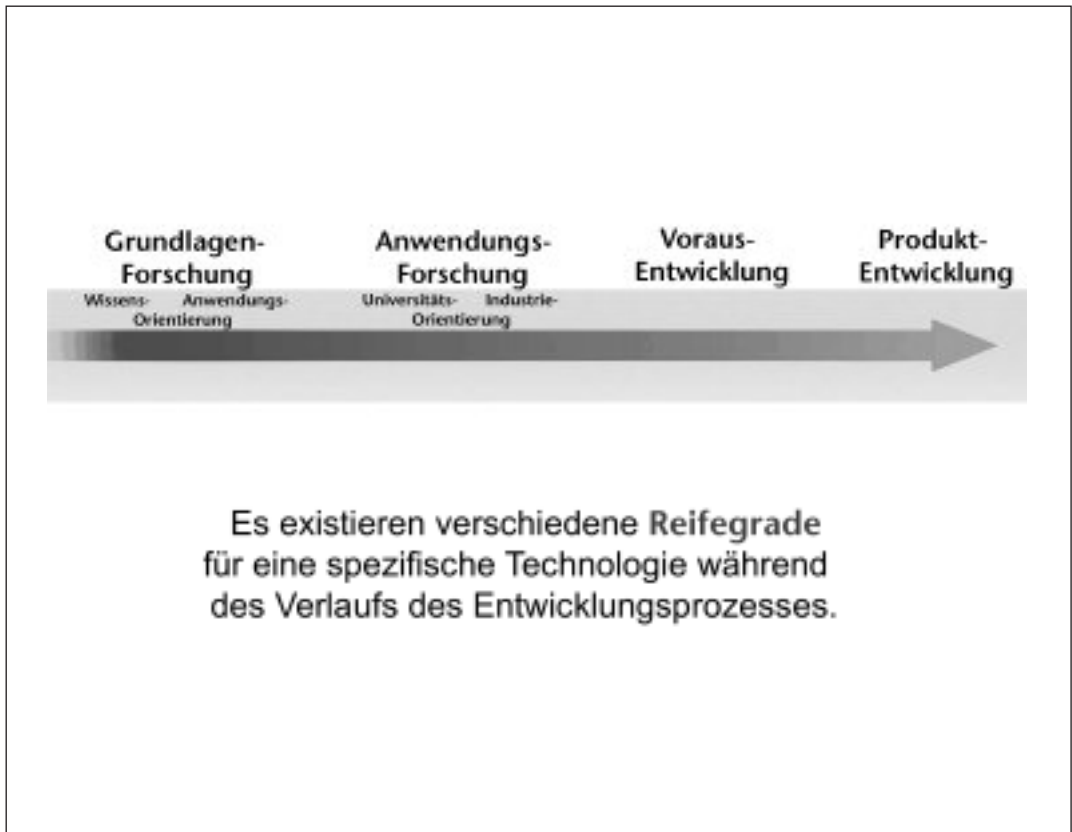 Grundlagen-
Forschung
Wissens- Anwendungs-
Orientierung
Anwendungs-
Forschung
Universitäts- Industrie-
Orientierung
Voraus-
Entwicklung
Produkt-
Entwicklung
Es existieren verschiedene Reifegrade
für eine spezifische Technologie während
des Verlaufs des Entwicklungsprozesses.